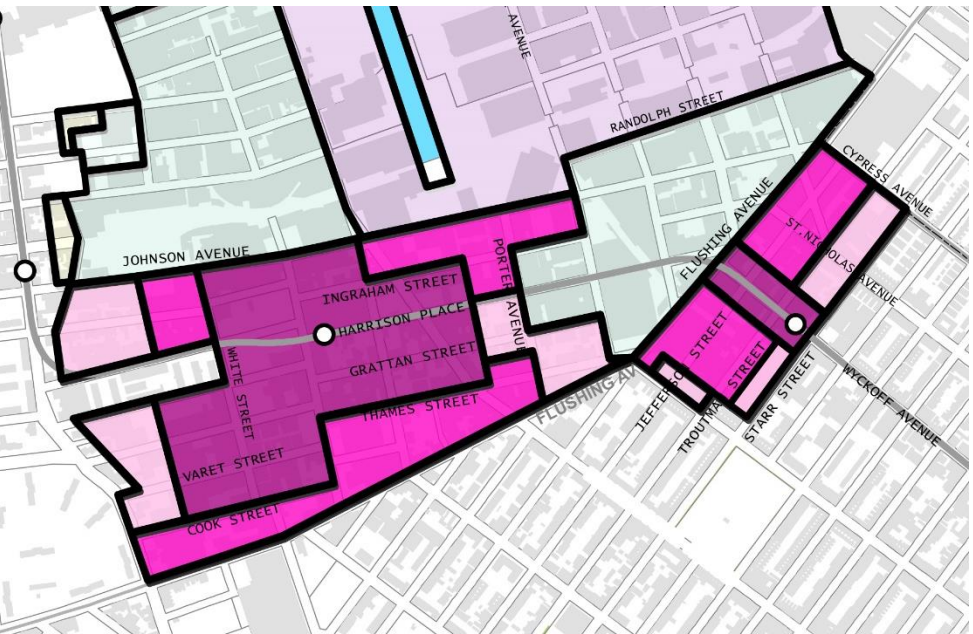 AVENUE
RANDOLPH STREET
CYPRESS AVENUE
FLUSHING AVENUE
ST.NICHOLAS AVENUE
JOHNSON AVENUE
PORTER AVENUE
INGRAHAM STREET
HARRISON PLACE
GRATTAN STREET
WHITE STREET
THAMES STREET
FLUSHING AV
JEFFERSON STREET
TROUTMAN STREET
STARR STREET
WYCKOFF AVENUE
VARET STREET
COOK STREET